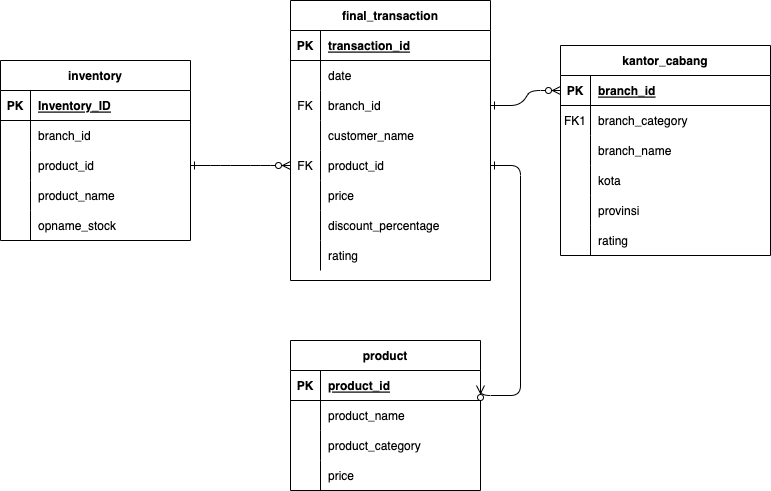 inventory
PK Inventory_ID
branch_id
product_id
product_name
opname_stock
final_transaction
PK transaction_id
date
FK branch_id
customer_name
FK product_id
price
discount_percentage
rating
kantor_cabang
PK branch_id
FK1 branch_category
branch_name
kota
provinsi
rating
product
PK product_id
product_name
product_category
price